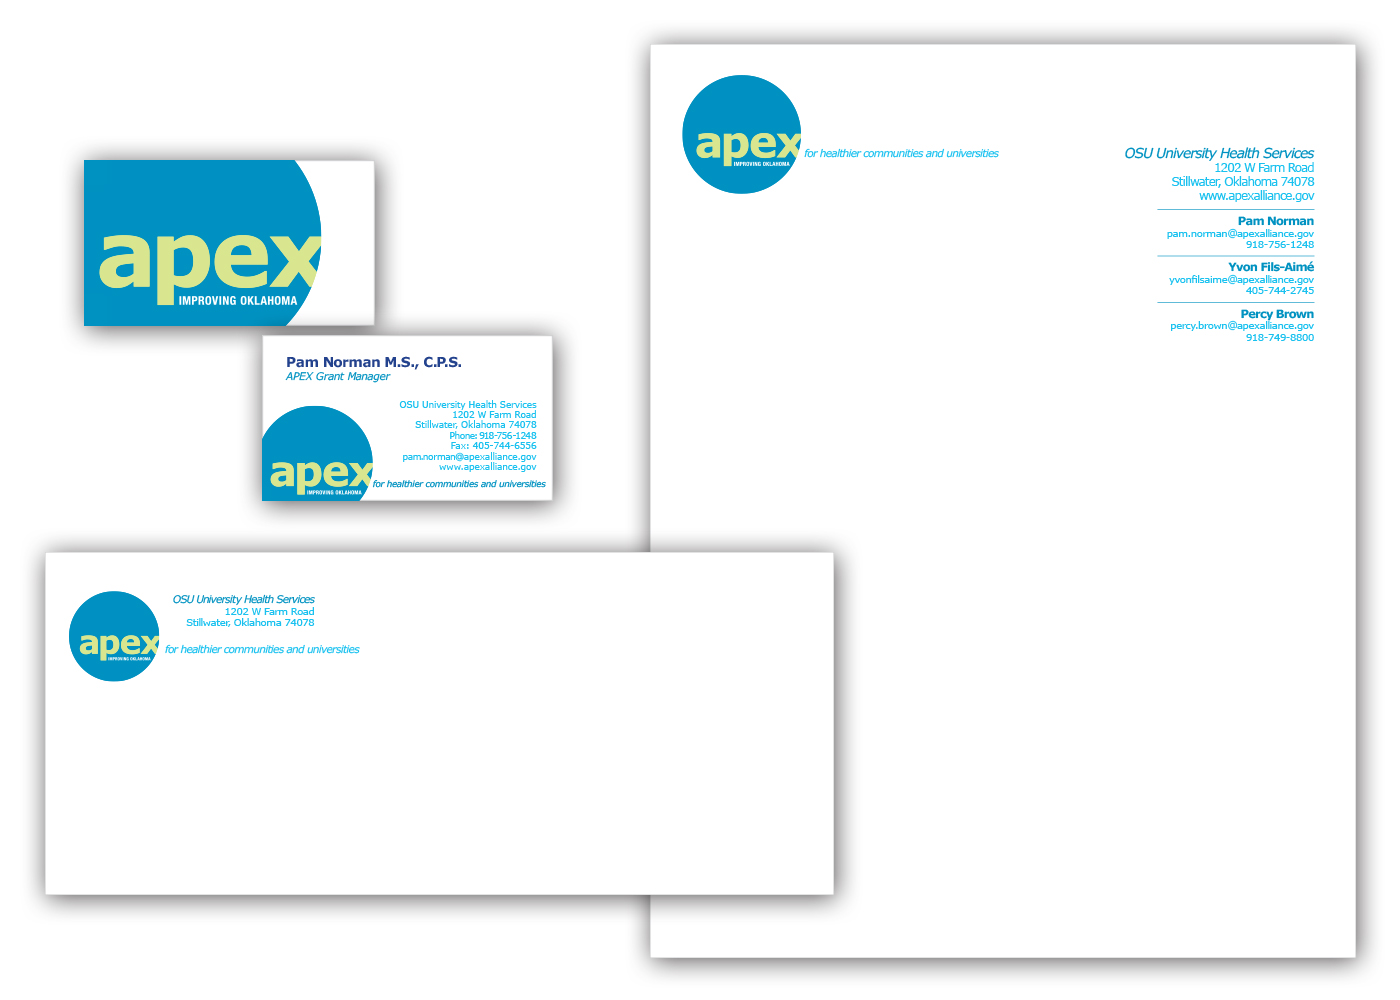 apex
IMPROVING OKLAHOMA
Pam Norman M.S., C.P.S.
APEX Grant Manager
OSU University Health Services
1202 W Farm Road
Stillwater, Oklahoma 74078
Phone: 918-756-1248
Fax: 405-744-6556
pam.norman@apexalliance.gov
www.apexalliance.gov
apex
IMPROVING OKLAHOMA
for healthier communities and universities
OSU University Health Services
1202 W Farm Road
Stillwater, Oklahoma 74078
apex
IMPROVING OKLAHOMA
for healthier communities and universities
apex
IMPROVING OKLAHOMA
for healthier communities and universities
OSU University Health Services
1202 W Farm Road
Stillwater, Oklahoma 74078
www.apexalliance.gov
Pam Norman
pam.norman@apexalliance.gov
918-756-1248
Yvon Fils-Aimé
yvonfilsaime@apexalliance.gov
405-744-2745
Percy Brown
percy.brown@apexalliance.gov
918-749-8800